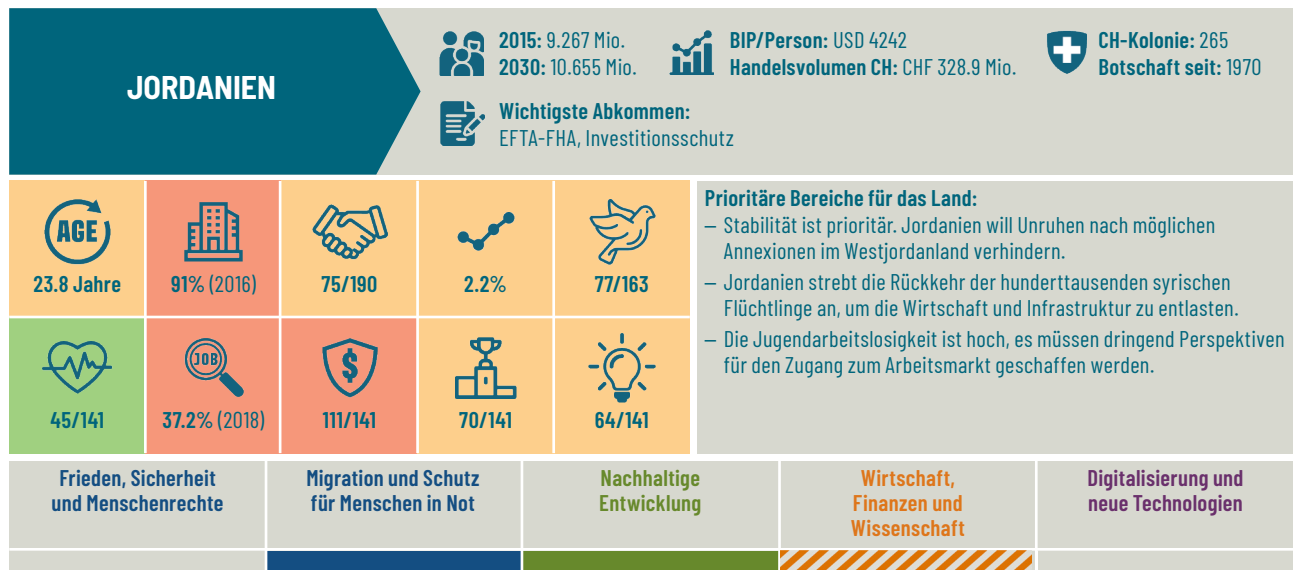 JORDANIEN
2015: 9.267 Mio.
2030: 10.655 Mio.
BIP/Person: USD 4242
Handelsvolumen CH: CHF 328.9 Mio.
CH-Kolonie: 265
Botschaft seit: 1970
Wichtigste Abkommen:
EFTA-FHA, Investitionsschutz
AGE
23.8 Jahre
91% (2016)
75/190
2.2%
77/163
45/141
JOB
37.2% (2018)
$
111/141
70/141
64/141
Prioritäre Bereiche für das Land:
– Stabilität ist prioritär. Jordanien will Unruhen nach möglichen
Annexionen im Westjordanland verhindern.
– Jordanien strebt die Rückkehr der hunderttausenden syrischen
Flüchtlinge an, um die Wirtschaft und Infrastruktur zu entlasten.
– Die Jugendarbeitslosigkeit ist hoch, es müssen dringend Perspektiven
für den Zugang zum Arbeitsmarkt geschaffen werden.
Frieden, Sicherheit
und Menschenrechte
Migration und Schutz
für Menschen in Not
Nachhaltige
Entwicklung
Wirtschaft,
Finanzen und
Wissenschaft
Digitalisierung und
neue Technologien